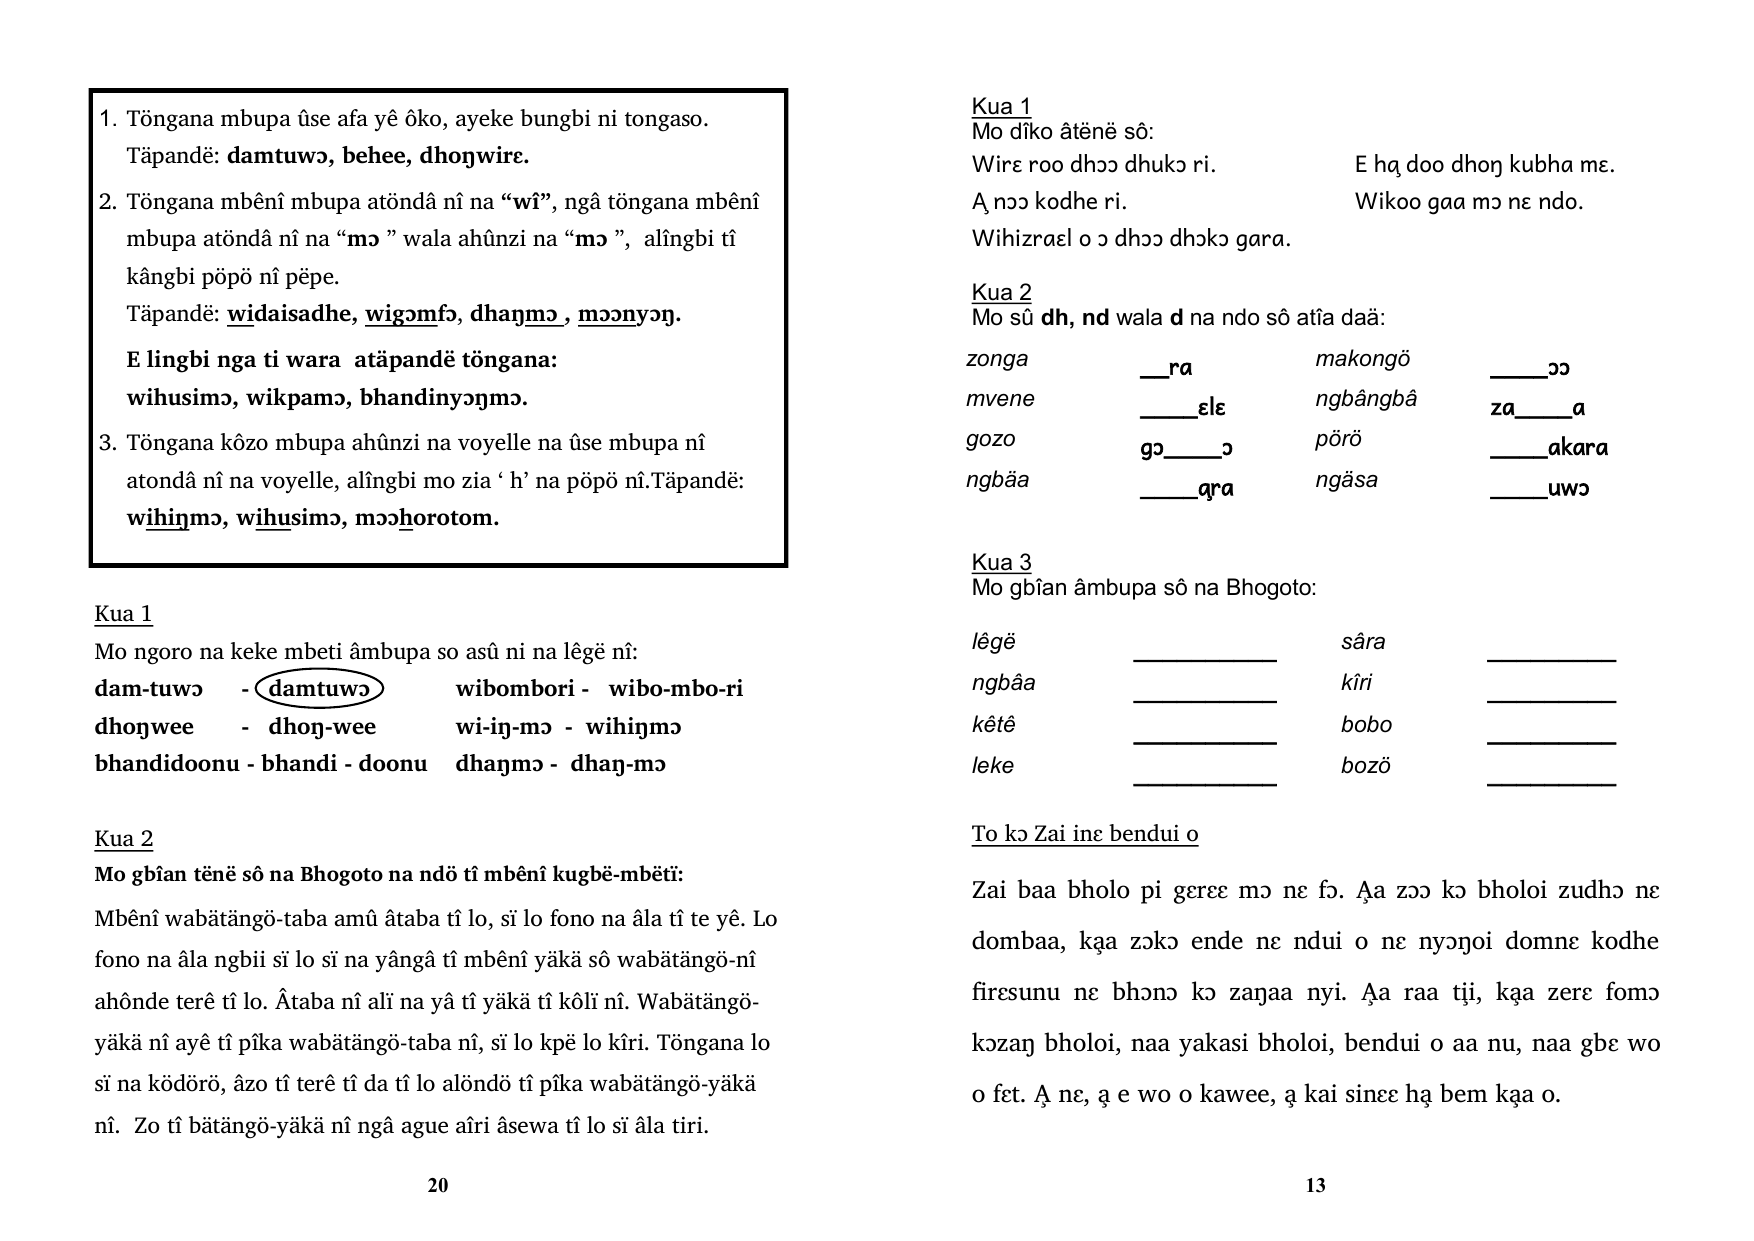 1. Töngana mbupa ûse afa yê ôko, ayeke bungbi ni tongaso.
Täpandë: damtuwɔ, behee, dhoŋwirɛ.
2. Töngana mbênî mbupa atöndâ nî na “wî”, ngâ töngana mbênî
mbupa atöndâ nî na “mɔ ” wala ahûnzi na “mɔ ”, alîngbi tî
kângbi pöpö nî pëpe.
Täpandë: widaisadhe, wigɔmfɔ, dhaŋmɔ , mɔɔnyɔŋ.
E lingbi nga ti wara atäpandë töngana:
wihusimɔ, wikpamɔ, bhandinyɔŋmɔ.
3. Töngana kôzo mbupa ahûnzi na voyelle na ûse mbupa nî
atondâ nî na voyelle, alîngbi mo zia ‘ h’ na pöpö nî.Täpandë:
wihiŋmɔ, wihusimɔ, mɔɔhorotom.
Kua 1
Mo ngoro na keke mbeti âmbupa so asû ni na lêgë nî:
dam-tuwɔ - damtuwɔ wibombori - wibo-mbo-ri
dhoŋwee - dhoŋ-wee wi-iŋ-mɔ - wihiŋmɔ
bhandidoonu - bhandi - doonu dhaŋmɔ - dhaŋ-mɔ
Kua 2
Mo gbîan tënë sô na Bhogoto na ndö tî mbênî kugbë-mbëtï:
Mbênî wabätängö-taba amû âtaba tî lo, sï lo fono na âla tî te yê. Lo
fono na âla ngbii sï lo sï na yângâ tî mbênî yäkä sô wabätängö-nî
ahônde terê tî lo. Âtaba nî alï na yâ tî yäkä tî kôlï nî. Wabätängö-
yäkä nî ayê tî pîka wabätängö-taba nî, sï lo kpë lo kîri. Töngana lo
sï na ködörö, âzo tî terê tî da tî lo alöndö tî pîka wabätängö-yäkä
nî. Zo tî bätängö-yäkä nî ngâ ague aîri âsewa tî lo sï âla tiri.
20
Kua 1
Mo dîko âtënë sô:
Wirɛ roo dhɔɔ dhukɔ ri. E ha̧ doo dhoŋ kubha mɛ.
A̧ nɔɔ kodhe ri. Wikoo gaa mɔ nɛ ndo.
Wihizraɛl o ɔ dhɔɔ dhɔkɔ gara.
Kua 2
Mo sû dh, nd wala d na ndo sô atîa daä:
zonga __ra makongö ____ɔɔ
mvene ____ɛlɛ ngbângbâ za____a
gozo gɔ____ɔ pörö ____akara
ngbäa ____a̧ra ngäsa ____uwɔ
Kua 3
Mo gbîan âmbupa sô na Bhogoto:
lêgë __________ sâra _________
ngbâa __________ kîri _________
kêtê __________ bobo _________
leke __________ bozö _________
To kɔ Zai inɛ bendui o
Zai baa bholo pi gɛrɛɛ mɔ nɛ fɔ. A̧a zɔɔ kɔ bholoi zudhɔ nɛ
dombaa, ka̧a zɔkɔ ende nɛ ndui o nɛ nyɔŋoi domnɛ kodhe
firɛsunu nɛ bhɔnɔ kɔ zaŋaa nyi. A̧a raa ti̧i, ka̧a zerɛ fomɔ
kɔzaŋ bholoi, naa yakasi bholoi, bendui o aa nu, naa gbɛ wo
o fɛt. A̧ nɛ, a̧ e wo o kawee, a̧ kai sinɛɛ ha̧ bem ka̧a o.
13